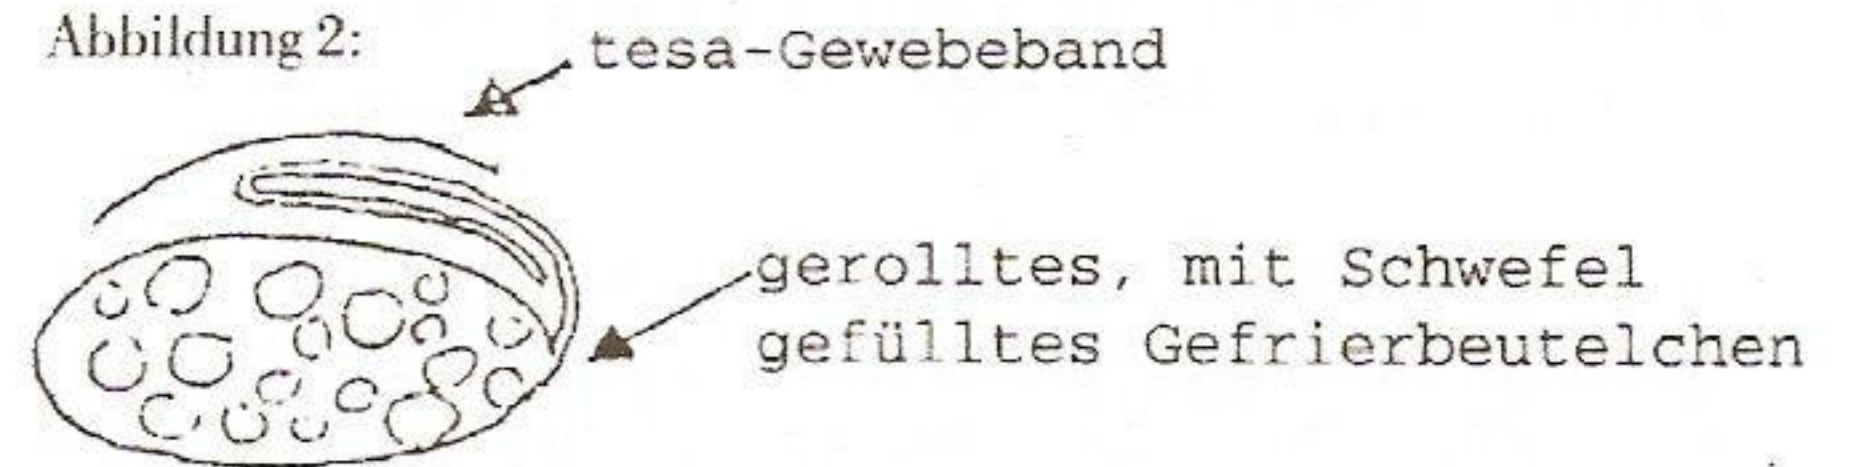 Abbildung 2:
tesa-Gewebeband
gerolltes, mit Schwefel
gefülltes Gefrierbeutelchen